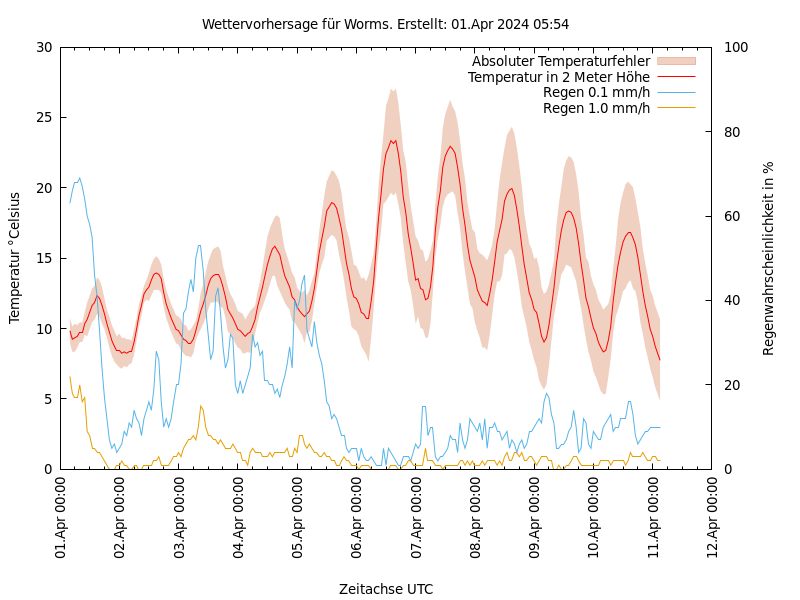 Wettervorhersage für Worms. Erstellt: 01.Apr 2024 05:54
Absoluter Temperaturfehler
Temperatur in 2 Meter Höhe
Regen 0.1 mm/h
Regen 1.0 mm/h
Temperatur °Celsius
30
25
20
15
10
5
0
Regenwahrscheinlichkeit in %
100
80
60
40
20
0
01.Apr 00:00
02.Apr 00:00
03.Apr 00:00
04.Apr 00:00
05.Apr 00:00
06.Apr 00:00
07.Apr 00:00
08.Apr 00:00
09.Apr 00:00
10.Apr 00:00
11.Apr 00:00
12.Apr 00:00
Zeitachse UTC